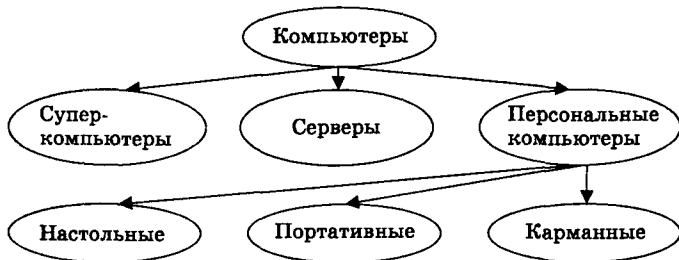 Компьютеры
Супер-
компьютеры
Серверы
Персональные
компьютеры
Настольные
Портативные
Карманные